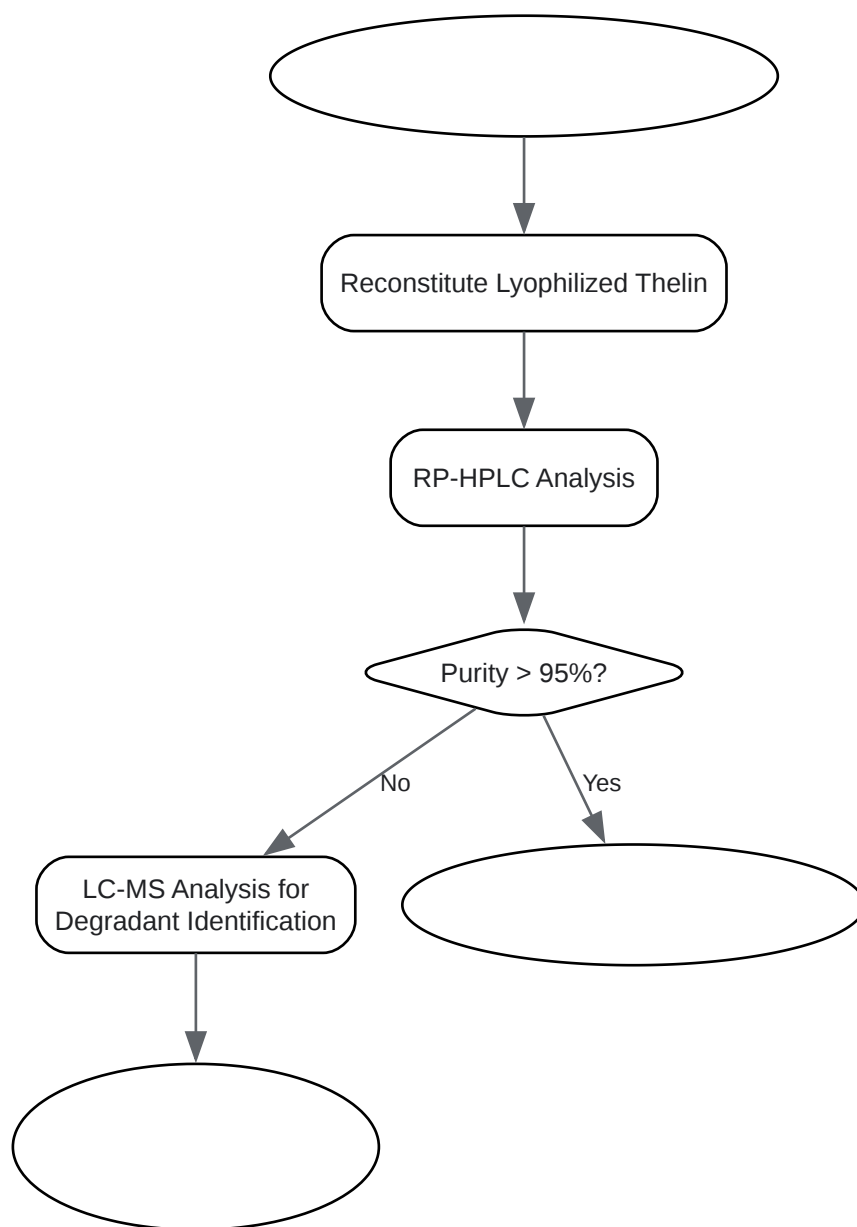 Reconstitute Lyophilized Thelin
RP-HPLC Analysis
Purity > 95%?
No
Yes
LC-MS Analysis for
Degradant Identification